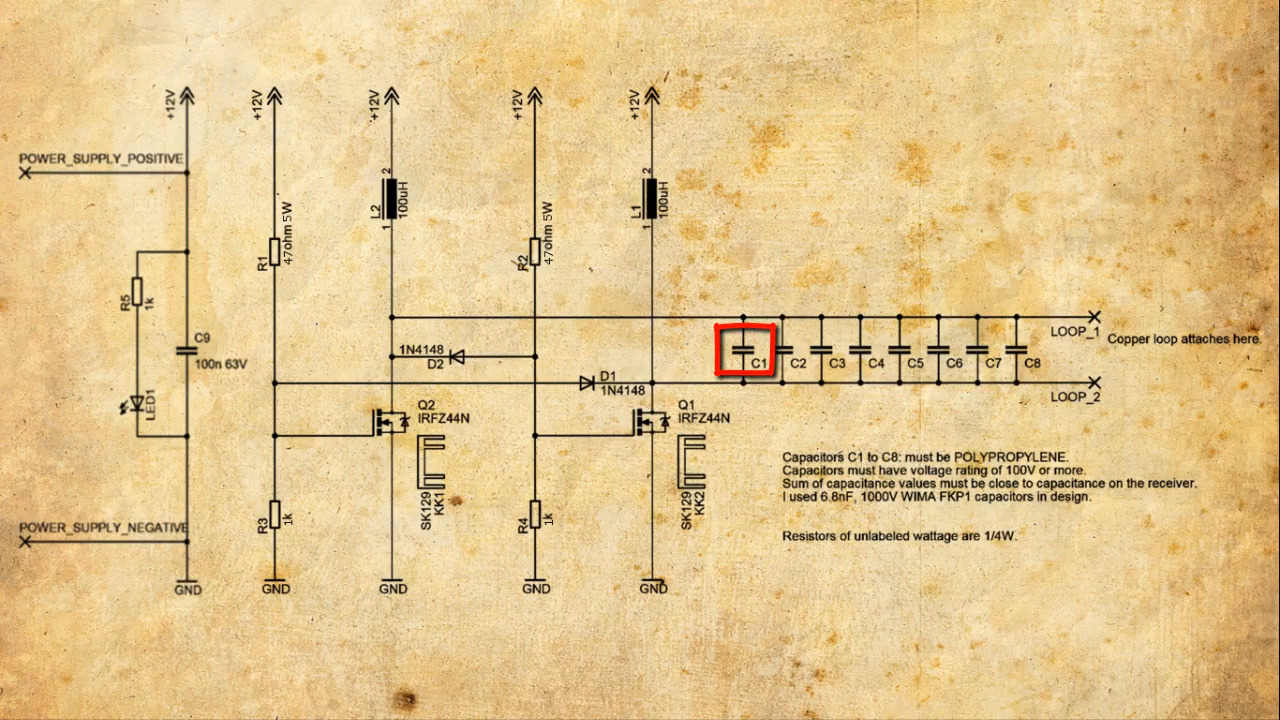 +12V
+12V
+12V
+12V
+12V
POWER_SUPPLY_POSITIVE
2
L2
100uH
1
2
L1
100uH
1
R1
47ohm 5W
R2
47ohm 5W
R5
1k
C9
100n 63V
LED1
1N4148
D2
D1
1N4148
C1
C2
C3
C4
C5
C6
C7
C8
LOOP_1
Copper loop attaches here.
LOOP_2
Q2
IRFZ44N
Q1
IRFZ44N
SK129
KK1
SK129
KK2
Capacitors C1 to C8: must be POLYPROPYLENE.
Capacitors must have voltage rating of 100V or more.
Sum of capacitance values must be close to capacitance on the receiver.
I used 6.8nF, 1000V WIMA FKP1 capacitors in design.
Resistors of unlabeled wattage are 1/4W.
R3
1k
R4
1k
POWER_SUPPLY_NEGATIVE
GND
GND
GND
GND
GND